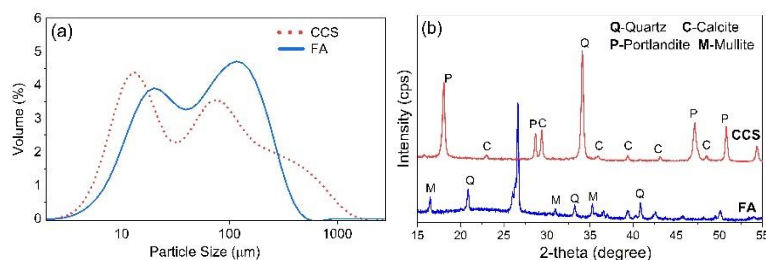 (a)
CCS
FA
Volume (%)
6
5
4
3
2
1
0
10
100
1000
Particle Size (μm)
(b)
Q-Quartz C-Calcite
P-Portlandite M-Mullite
Intensity (cps)
Q
P
P
C
C
C
C
C
P
C
P
CCS
M
Q
M
Q
M
Q
FA
15
20
25
30
35
40
45
50
55
2-theta (degree)